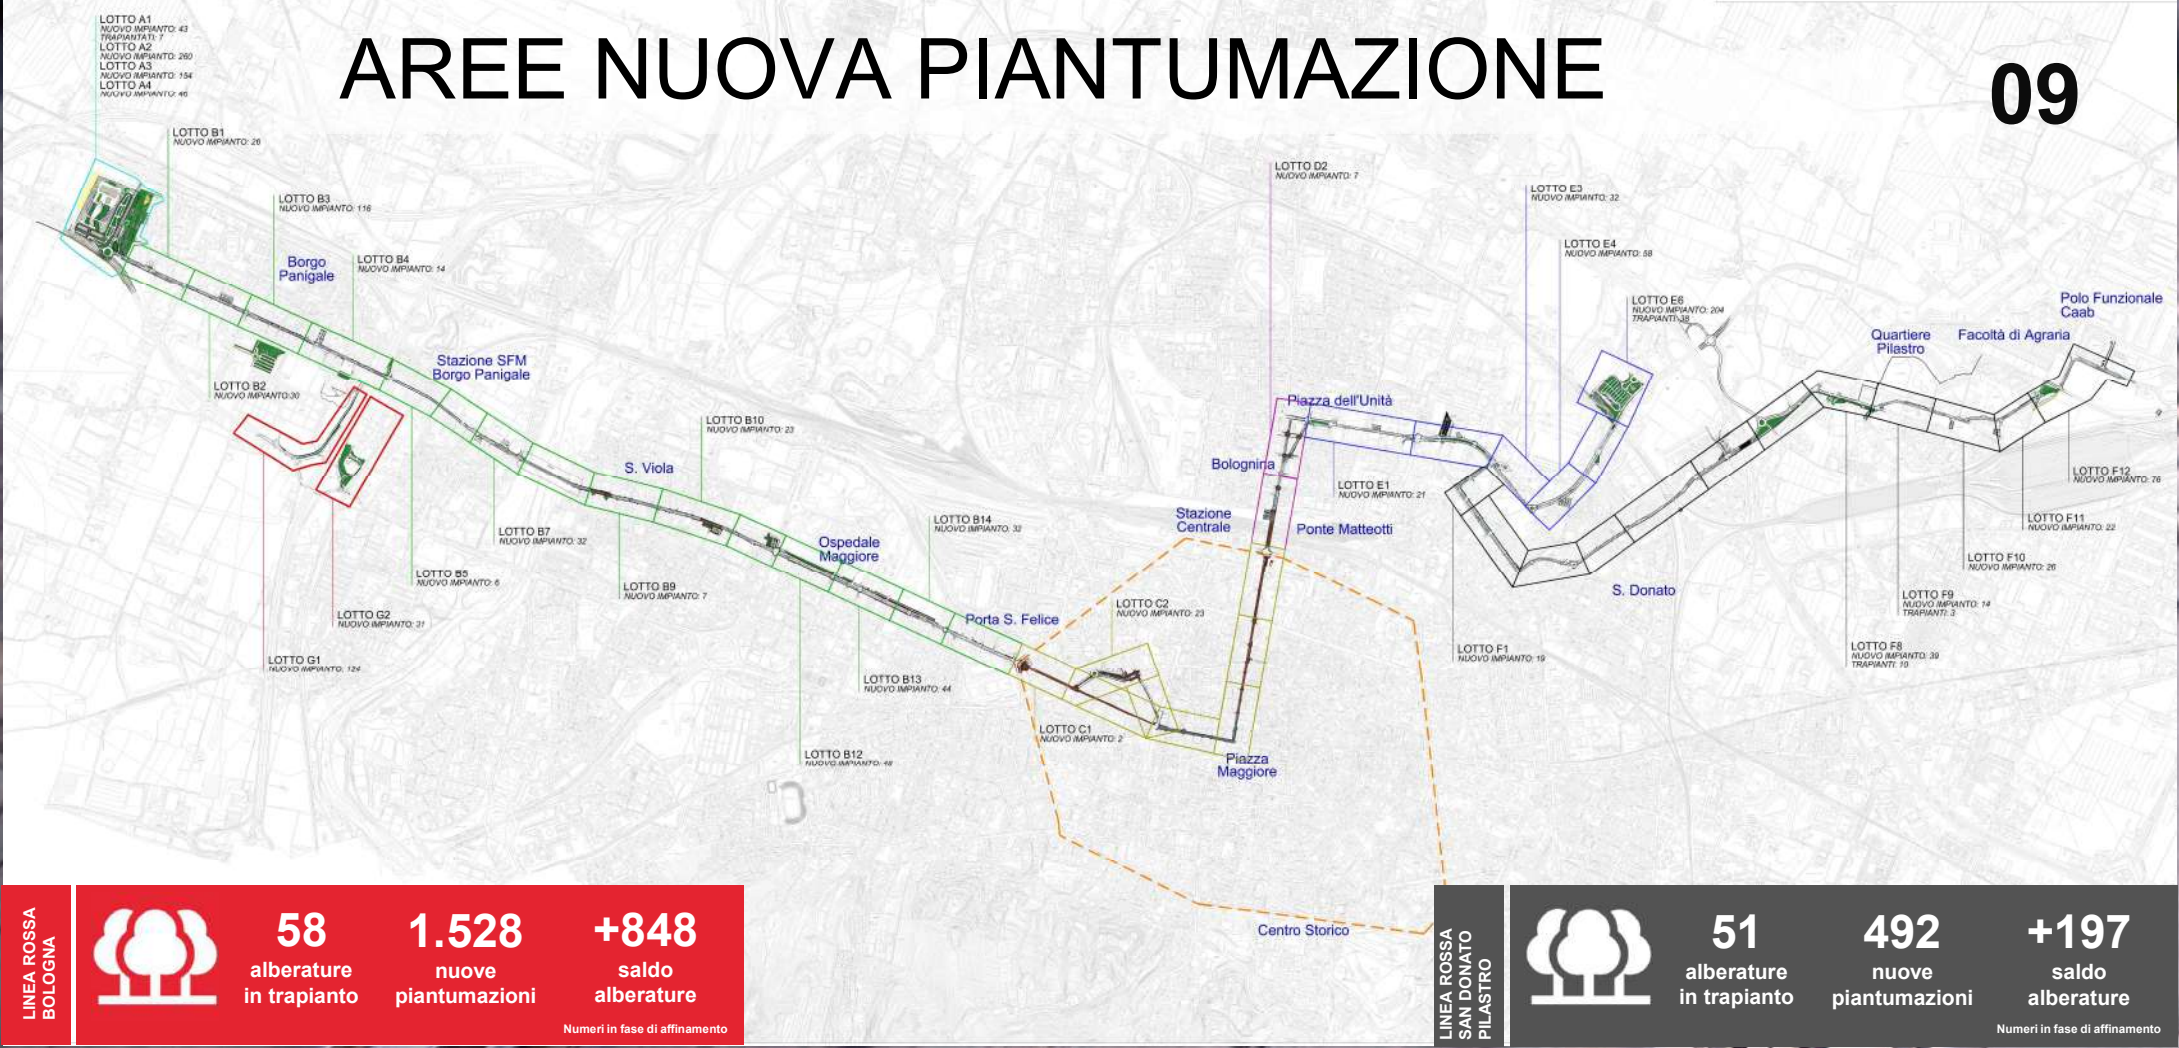 AREE NUOVA PIANTUMAZIONE
09
LOTTO A1
NUOVO IMPIANTO: 43
TRAPIANTATI: 7
LOTTO A2
NUOVO IMPIANTO: 260
LOTTO A3
NUOVO IMPIANTO: 154
LOTTO A4
NUOVO IMPIANTO: 46
LOTTO B1
NUOVO IMPIANTO: 26
LOTTO B3
NUOVO IMPIANTO: 116
Borgo
Panigale
LOTTO B4
NUOVO IMPIANTO: 14
LOTTO B2
NUOVO IMPIANTO:30
Stazione SFM
Borgo Panigale
LOTTO B10
NUOVO IMPIANTO: 23
S. Viola
LOTTO B7
NUOVO IMPIANTO: 32
LOTTO B5
NUOVO IMPIANTO: 6
LOTTO B9
NUOVO IMPIANTO: 7
LOTTO G2
NUOVO IMPIANTO: 31
LOTTO G1
NUOVO IMPIANTO: 124
Ospedale
Maggiore
LOTTO B14
NUOVO IMPIANTO: 32
Porta S. Felice
LOTTO B13
NUOVO IMPIANTO: 44
LOTTO B12
NUOVO IMPIANTO: 48
LOTTO C2
NUOVO IMPIANTO: 23
LOTTO C1
NUOVO IMPIANTO: 2
Piazza
Maggiore
Centro Storico
LOTTO D2
NUOVO IMPIANTO: 7
Piazza dell'Unità
Bolognina
Stazione
Centrale
Ponte Matteotti
LOTTO E1
NUOVO IMPIANTO: 21
LOTTO E3
NUOVO IMPIANTO: 32
LOTTO E4
NUOVO IMPIANTO: 58
LOTTO E6
NUOVO IMPIANTO: 204
TRAPIANTI: 38
S. Donato
LOTTO F1
NUOVO IMPIANTO: 19
Quartiere
Pilastro
Facoltà di Agraria
Polo Funzionale
Caab
LOTTO F12
NUOVO IMPIANTO: 76
LOTTO F11
NUOVO IMPIANTO: 22
LOTTO F10
NUOVO IMPIANTO: 26
LOTTO F9
NUOVO IMPIANTO: 14
TRAPIANTI: 3
LOTTO F8
NUOVO IMPIANTO: 39
TRAPIANTI: 10
LINEA ROSSA
BOLOGNA
58
alberature
in trapianto
1.528
nuove
piantumazioni
+848
saldo
alberature
Numeri in fase di affinamento
LINEA ROSSA
SAN DONATO
PILASTRO
51
alberature
in trapianto
492
nuove
piantumazioni
+197
saldo
alberature
Numeri in fase di affinamento